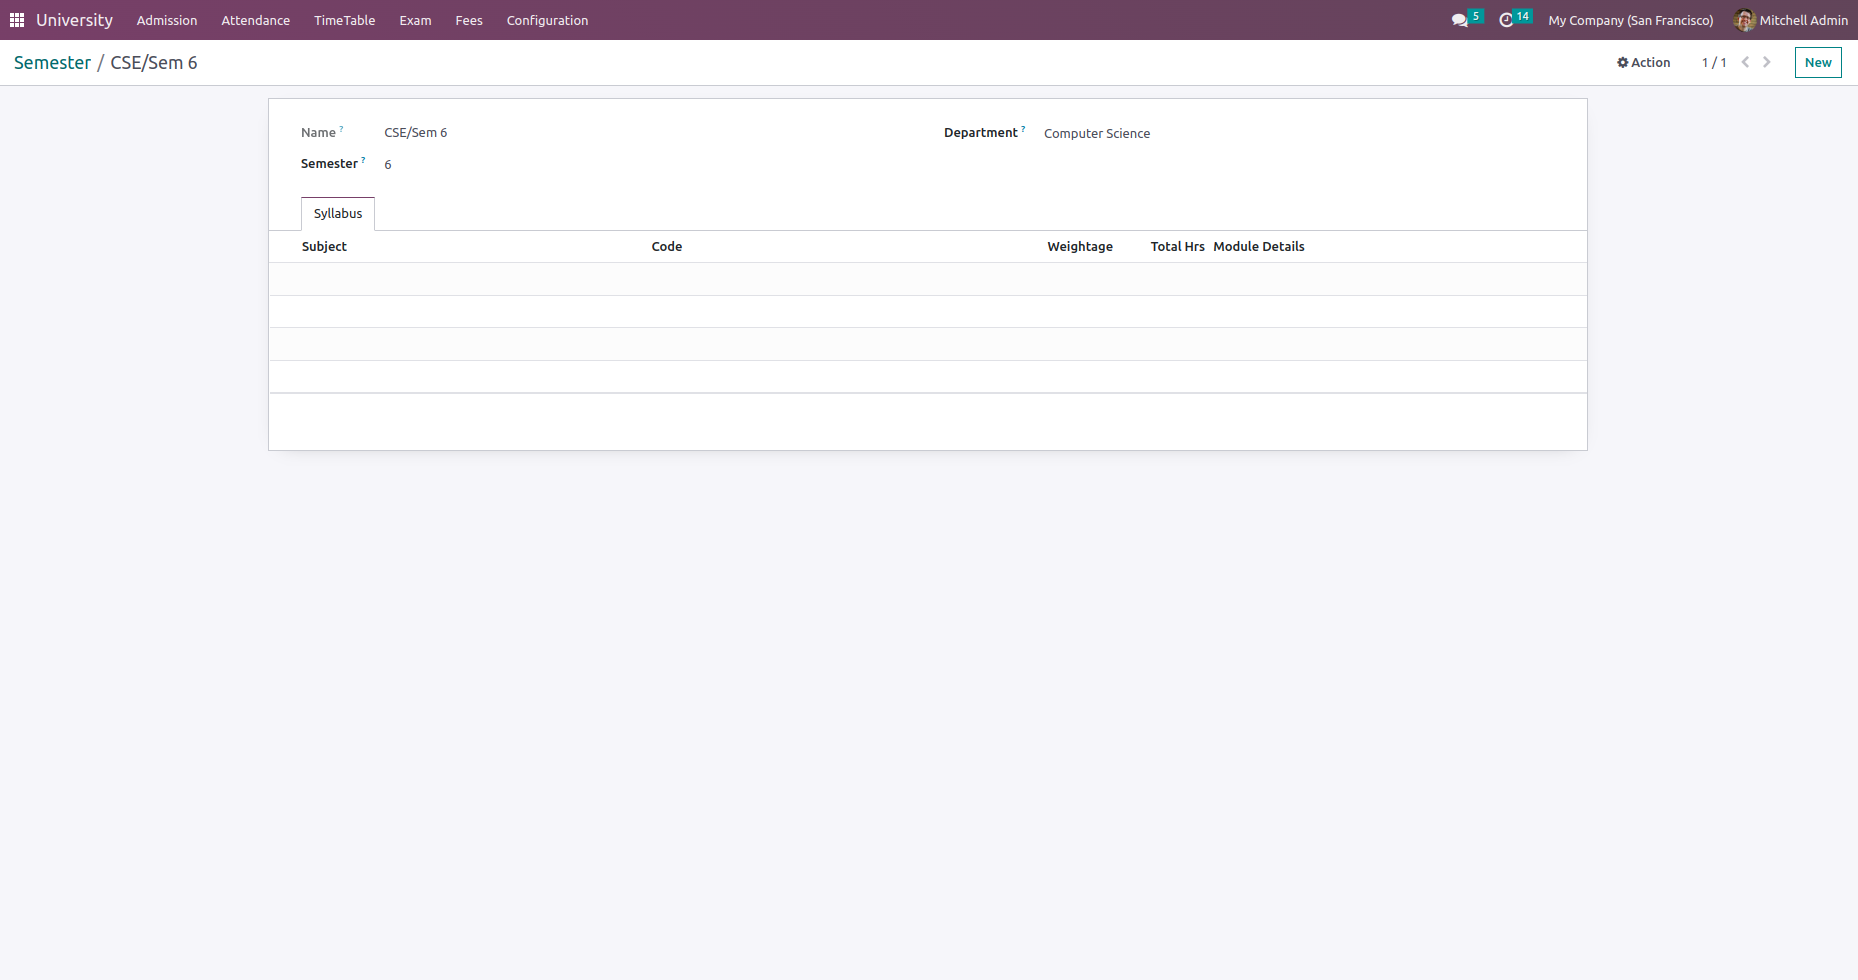 University Admission Attendance TimeTable Exam Fees Configuration 5 14 My Company (San Francisco) Mitchell Admin
Semester / CSE/Sem 6 Action 1 / 1 New
Name ? CSE/Sem 6 Department ? Computer Science
Semester ? 6
Syllabus
Subject Code Weightage Total Hrs Module Details